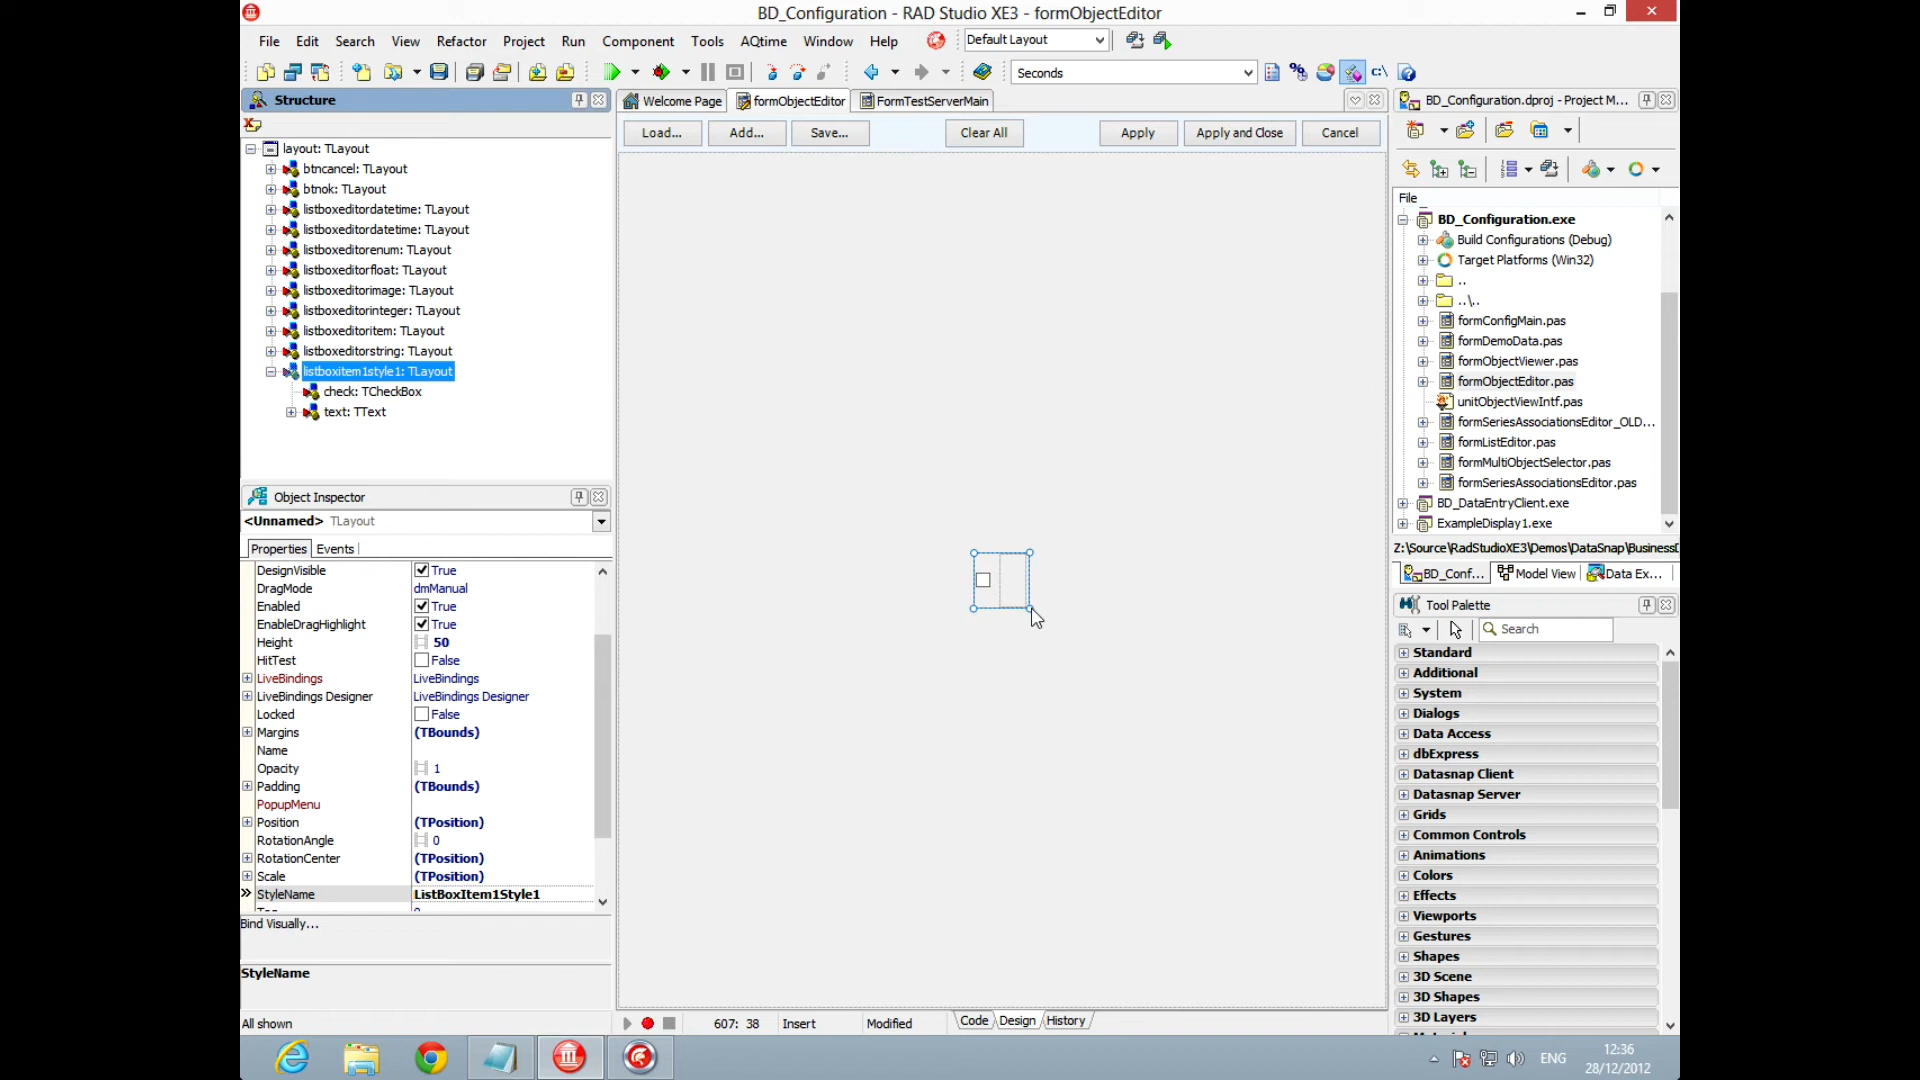 BD_Configuration - RAD Studio XE3 - formObjectEditor
File Edit Search View Refactor Project Run Component Tools AQtime Window Help
Default Layout
Seconds
Structure
Welcome Page
formObjectEditor
FormTestServerMain
BD_Configuration.dproj - Project M...
Load...
Add...
Save...
Clear All
Apply
Apply and Close
Cancel
layout: TLayout
btncancel: TLayout
btnok: TLayout
listboxeditordatetime: TLayout
listboxeditordatetime: TLayout
listboxeditorenum: TLayout
listboxeditorfloat: TLayout
listboxeditorimage: TLayout
listboxeditorinteger: TLayout
listboxeditoritem: TLayout
listboxeditorstring: TLayout
listboxitem1style1: TLayout
check: TCheckBox
text: TText
Object Inspector
<Unnamed> TLayout
Properties Events
DesignVisible True
DragMode dmManual
Enabled True
EnableDragHighlight True
Height 50
HitTest False
LiveBindings LiveBindings
LiveBindings Designer LiveBindings Designer
Locked False
Margins (TBounds)
Name
Opacity 1
Padding (TBounds)
PopupMenu
Position (TPosition)
RotationAngle 0
RotationCenter (TPosition)
Scale (TPosition)
StyleName ListBoxItem1Style1
Bind Visually...
StyleName
All shown
607: 38 Insert Modified
Code Design History
File
BD_Configuration.exe
Build Configurations (Debug)
Target Platforms (Win32)
..
..\..
formConfigMain.pas
formDemoData.pas
formObjectViewer.pas
formObjectEditor.pas
unitObjectViewIntf.pas
formSeriesAssociationsEditor_OLD...
formListEditor.pas
formMultiObjectSelector.pas
formSeriesAssociationsEditor.pas
BD_DataEntryClient.exe
ExampleDisplay1.exe
Z:\Source\RadStudioXE3\Demos\DataSnap\Business
BD_Conf... Model View Data Ex...
Tool Palette
Search
Standard
Additional
System
Dialogs
Data Access
dbExpress
Datasnap Client
Datasnap Server
Grids
Common Controls
Animations
Colors
Effects
Viewports
Gestures
Shapes
3D Scene
3D Shapes
3D Layers
ENG
12:36
28/12/2012